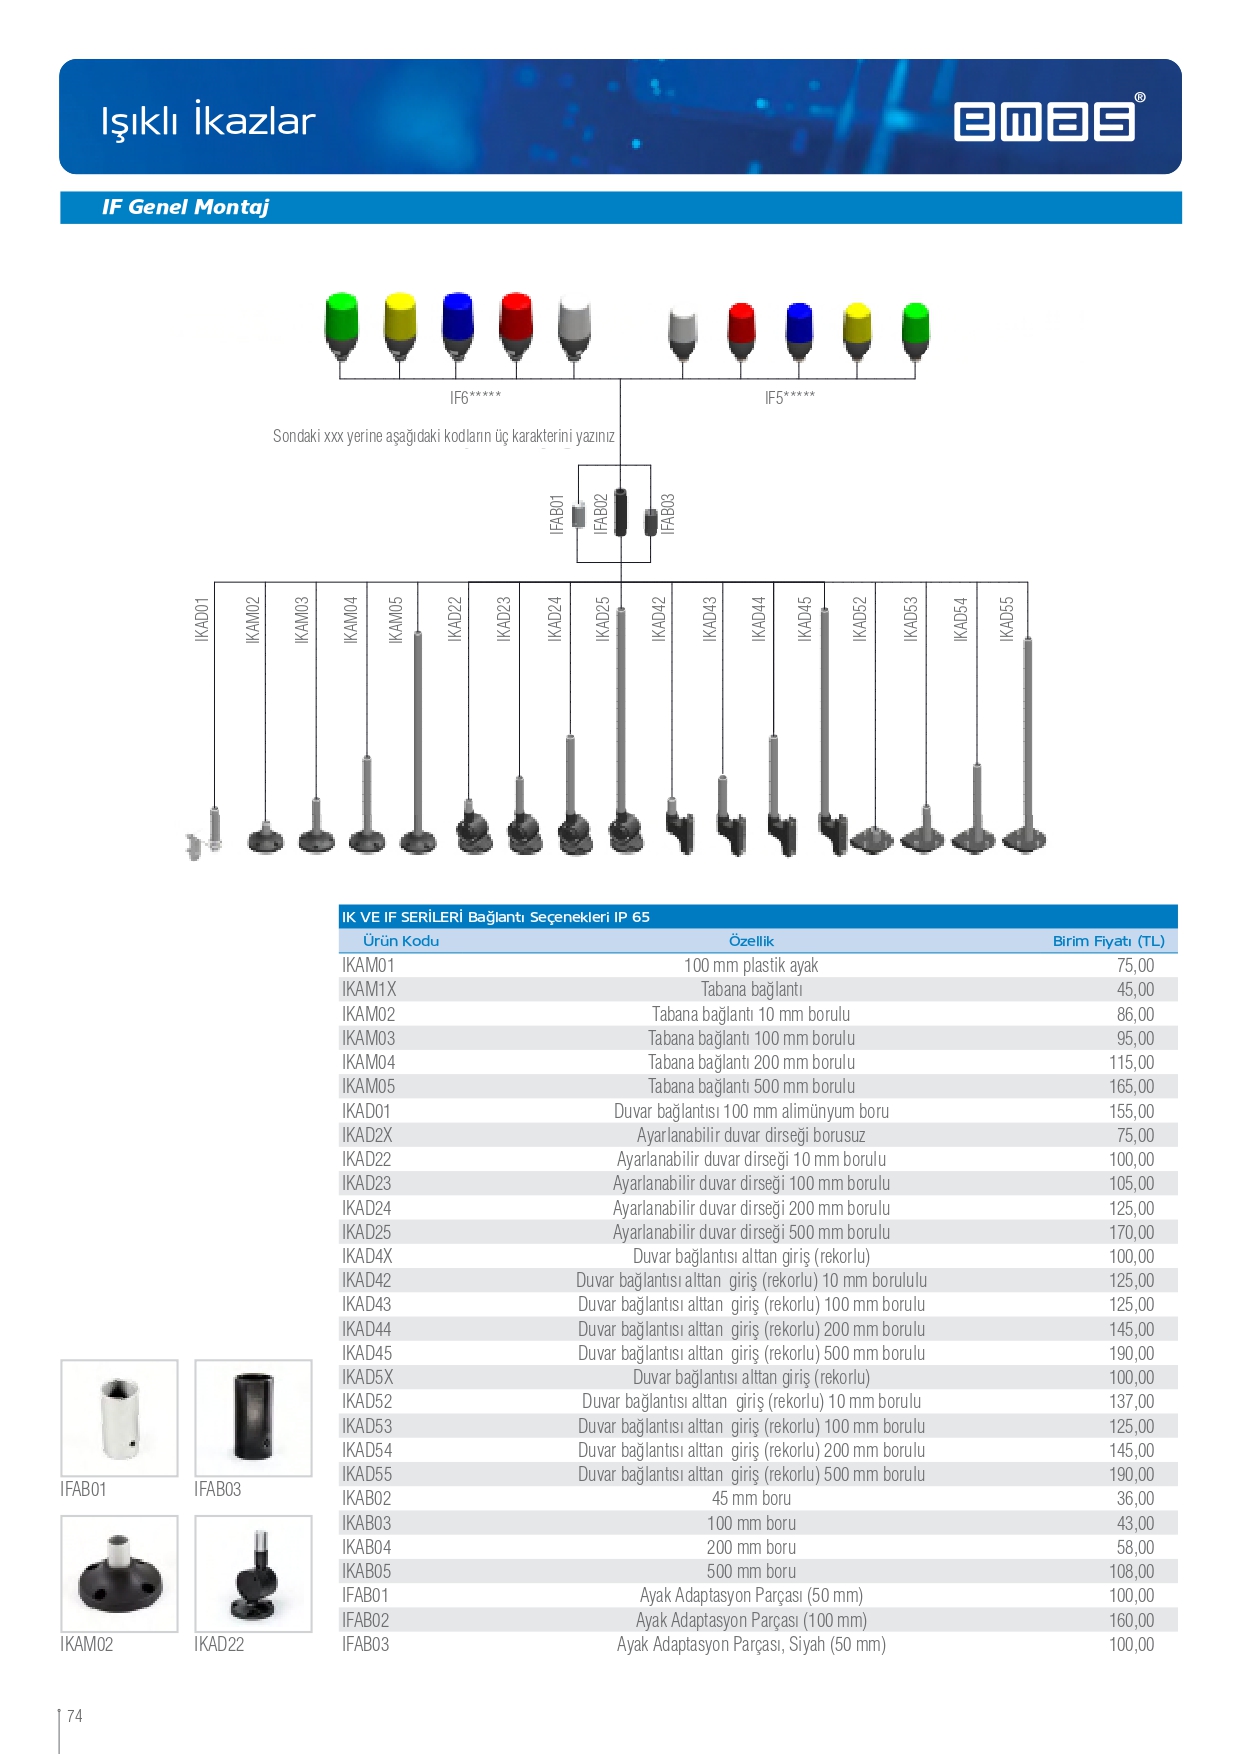 Işıklı İkazlar
emas®
IF Genel Montaj
IF6*****
IF5*****
Sondaki xxx yerine aşağıdaki kodların üç karakterini yazınız
IFAB01
IFAB02
IFAB03
IKAD01
IKAM02
IKAM03
IKAM04
IKAM05
IKAD22
IKAD23
IKAD24
IKAD25
IKAD42
IKAD43
IKAD44
IKAD45
IKAD52
IKAD53
IKAD54
IKAD55
IK VE IF SERİLERİ Bağlantı Seçenekleri IP 65
Ürün Kodu Özellik Birim Fiyatı (TL)
IKAM01 100 mm plastik ayak 75,00
IKAM1X Tabana bağlantı 45,00
IKAM02 Tabana bağlantı 10 mm borulu 86,00
IKAM03 Tabana bağlantı 100 mm borulu 95,00
IKAM04 Tabana bağlantı 200 mm borulu 115,00
IKAM05 Tabana bağlantı 500 mm borulu 165,00
IKAD01 Duvar bağlantısı 100 mm alimünyum boru 155,00
IKAD2X Ayarlanabilir duvar dirseği borusuz 75,00
IKAD22 Ayarlanabilir duvar dirseği 10 mm borulu 100,00
IKAD23 Ayarlanabilir duvar dirseği 100 mm borulu 105,00
IKAD24 Ayarlanabilir duvar dirseği 200 mm borulu 125,00
IKAD25 Ayarlanabilir duvar dirseği 500 mm borulu 170,00
IKAD4X Duvar bağlantısı alttan giriş (rekorlu) 100,00
IKAD42 Duvar bağlantısı alttan giriş (rekorlu) 10 mm borululu 125,00
IKAD43 Duvar bağlantısı alttan giriş (rekorlu) 100 mm borulu 125,00
IKAD44 Duvar bağlantısı alttan giriş (rekorlu) 200 mm borulu 145,00
IKAD45 Duvar bağlantısı alttan giriş (rekorlu) 500 mm borulu 190,00
IKAD5X Duvar bağlantısı alttan giriş (rekorlu) 100,00
IKAD52 Duvar bağlantısı alttan giriş (rekorlu) 10 mm borulu 137,00
IKAD53 Duvar bağlantısı alttan giriş (rekorlu) 100 mm borulu 125,00
IKAD54 Duvar bağlantısı alttan giriş (rekorlu) 200 mm borulu 145,00
IKAD55 Duvar bağlantısı alttan giriş (rekorlu) 500 mm borulu 190,00
IKAB02 45 mm boru 36,00
IKAB03 100 mm boru 43,00
IKAB04 200 mm boru 58,00
IKAB05 500 mm boru 108,00
IFAB01 Ayak Adaptasyon Parçası (50 mm) 100,00
IFAB02 Ayak Adaptasyon Parçası (100 mm) 160,00
IFAB03 Ayak Adaptasyon Parçası, Siyah (50 mm) 100,00
IFAB01
IFAB03
IKAM02
IKAD22
74